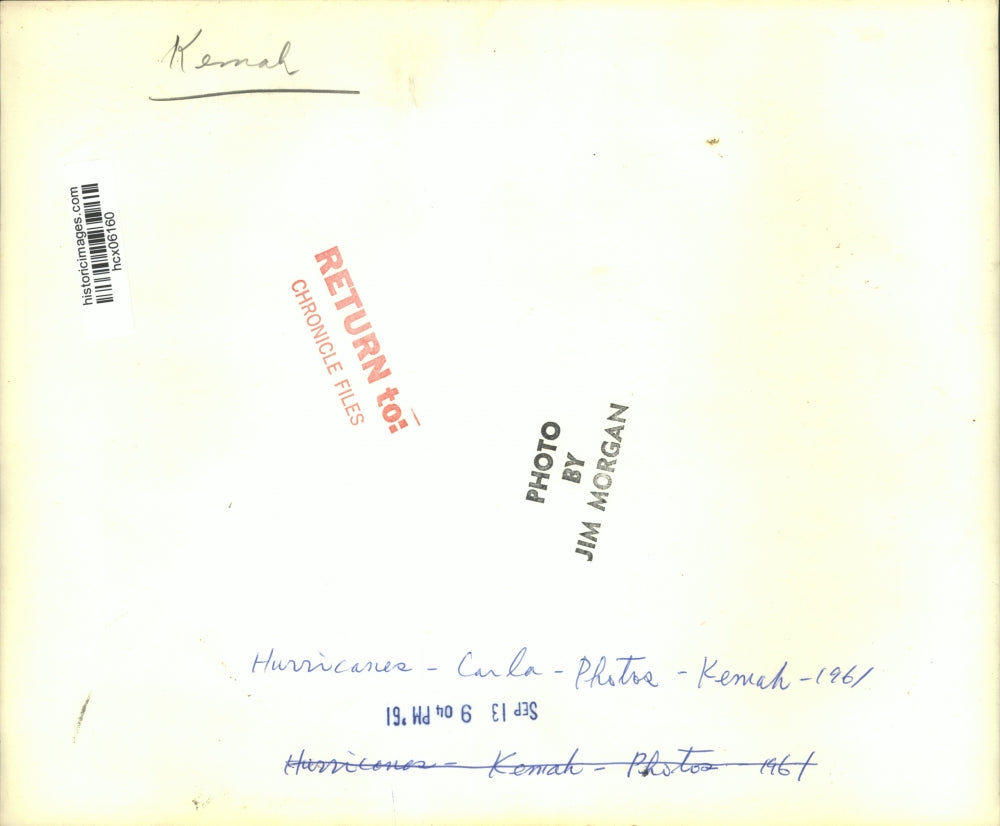 Kemah
historicimages.com
hcx06160
RETURN to:
CHRONICLE FILES
PHOTO
BY
JIM MORGAN
Hurricanes - Carla - Photos - Kemah - 1961
SEP 13 9 04 PM '61
Hurricanes - Kemah - Photos - 1961